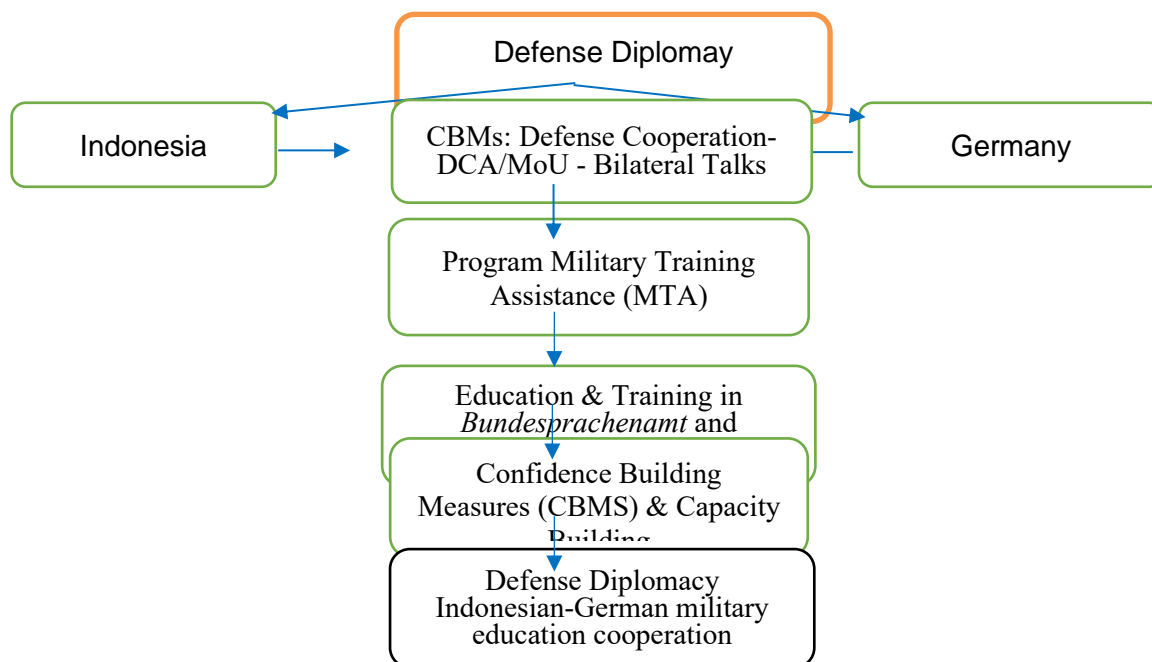 Defense Diplomay
Indonesia
CBMs: Defense Cooperation-
DCA/MoU - Bilateral Talks
Germany
Program Military Training
Assistance (MTA)
Education & Training in
Bundesprachenamt and
Confidence Building
Measures (CBMS) & Capacity
Building
Defense Diplomacy
Indonesian-German military
education cooperation